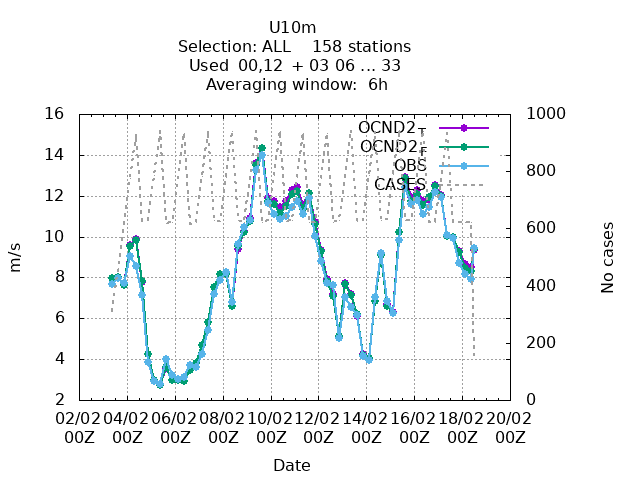 U10m
Selection: ALL    158 stations
Used  00,12  + 03 06 ... 33
Averaging window:  6h
16
14
12
10
8
6
4
2
m/s
1000
800
600
400
200
0
No cases
OCND2_T
OCND2_F
OBS
CASES
02/02 04/02 06/02 08/02 10/02 12/02 14/02 16/02 18/02 20/02
00Z 00Z 00Z 00Z 00Z 00Z 00Z 00Z 00Z 00Z
Date